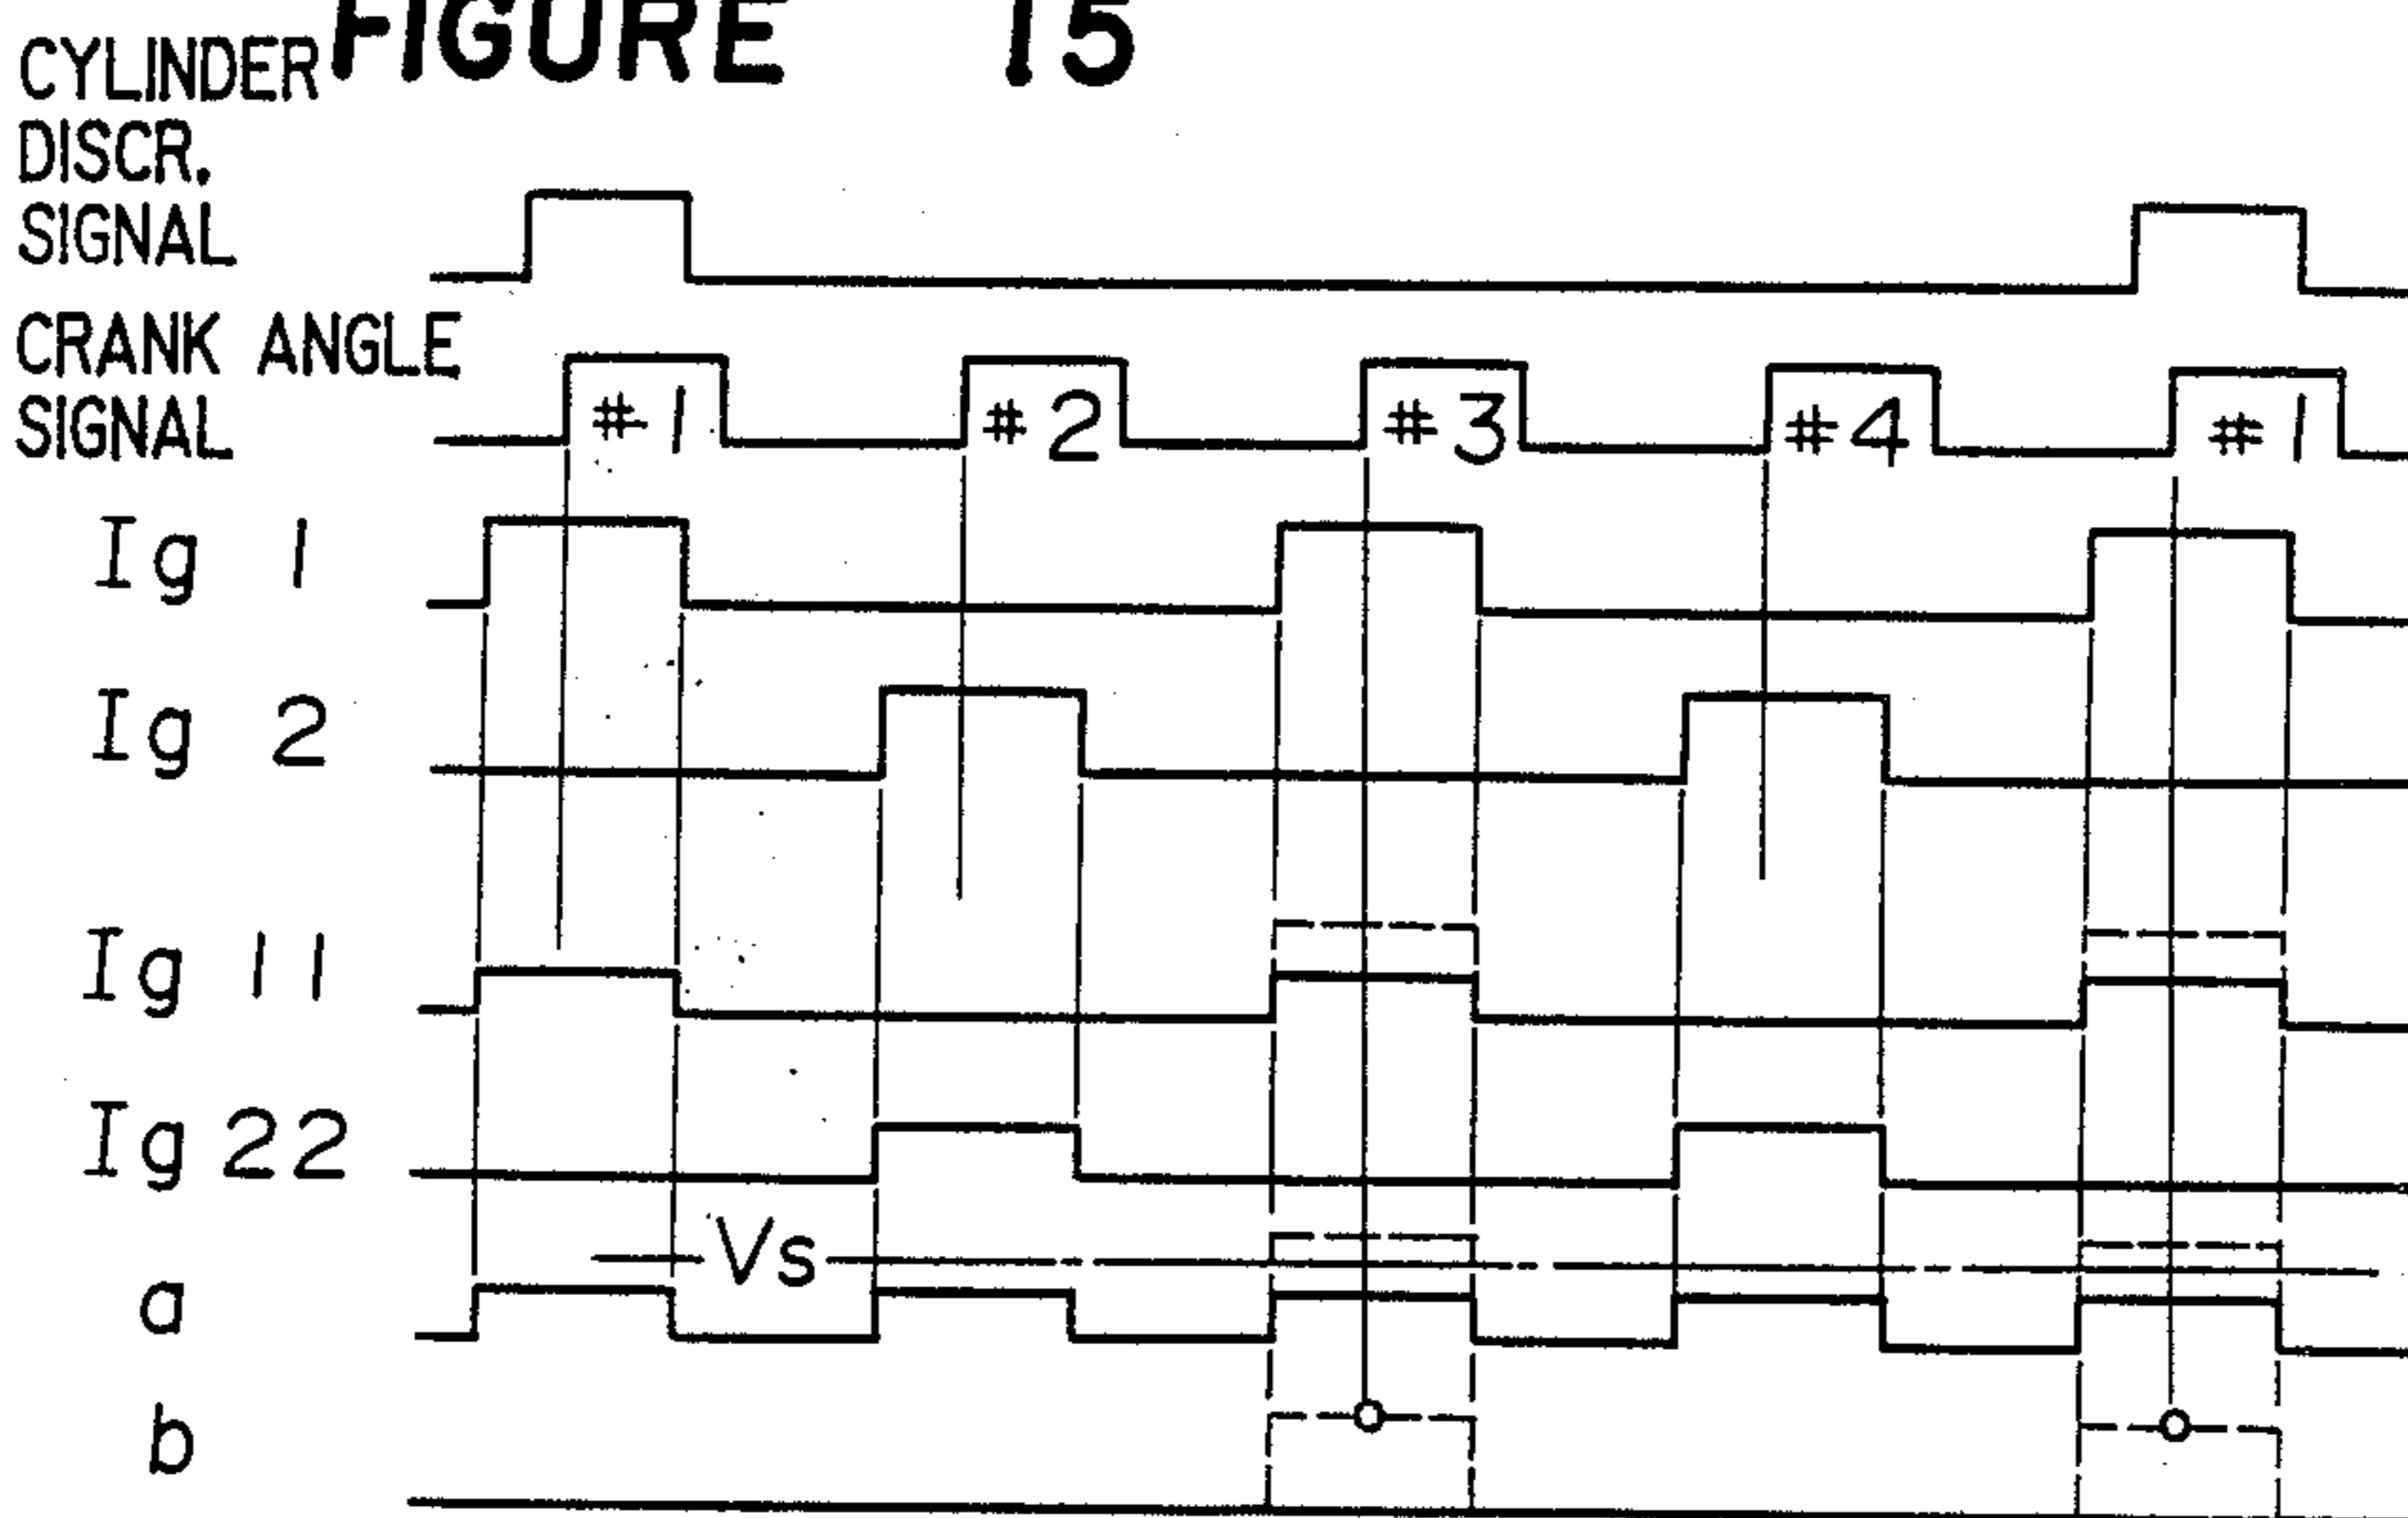 FIGURE 15
CYLINDER
DISCR.
SIGNAL
CRANK ANGLE
SIGNAL
#1 #2 #3 #4 #1
Ig 1
Ig 2
Ig 11
Ig 22
Vs
a
b